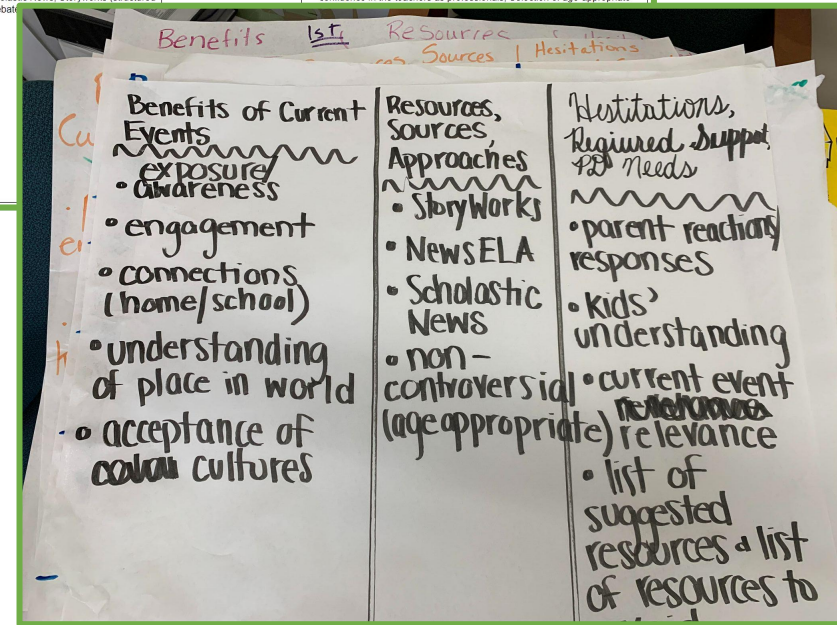 Benefits 1st, Resources
Sources | Hesitations
Benefits of Current
Events
exposure/
• awareness
• engagement
• connections
(home/school)
• understanding
of place in world
• acceptance of
cultures
Resources,
Sources,
Approaches
• StoryWorks
• NewsELA
• Scholastic
News
• non-
controversial
(age appropriate)
Hestitations,
Regiured Suppot,
PD Needs
• parent reactions/
responses
• kids'
understanding
• current event
relevance
• list of
suggested
resources & list
of resources to